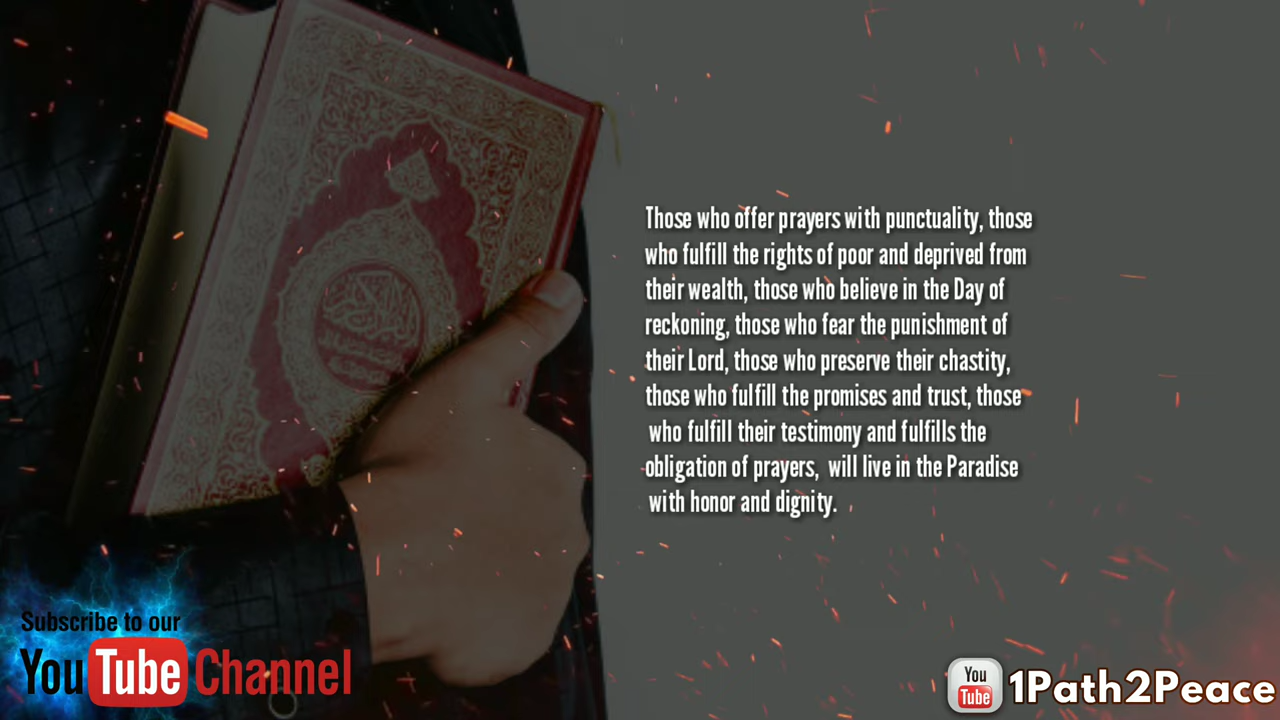 Those who offer prayers with punctuality, those
who fulfill the rights of poor and deprived from
their wealth, those who believe in the Day of
reckoning, those who fear the punishment of
their Lord, those who preserve their chastity,
those who fulfill the promises and trust, those
who fulfill their testimony and fulfills the
obligation of prayers, will live in the Paradise
with honor and dignity.
Subscribe to our
YouTube Channel
You
Tube
1Path2Peace